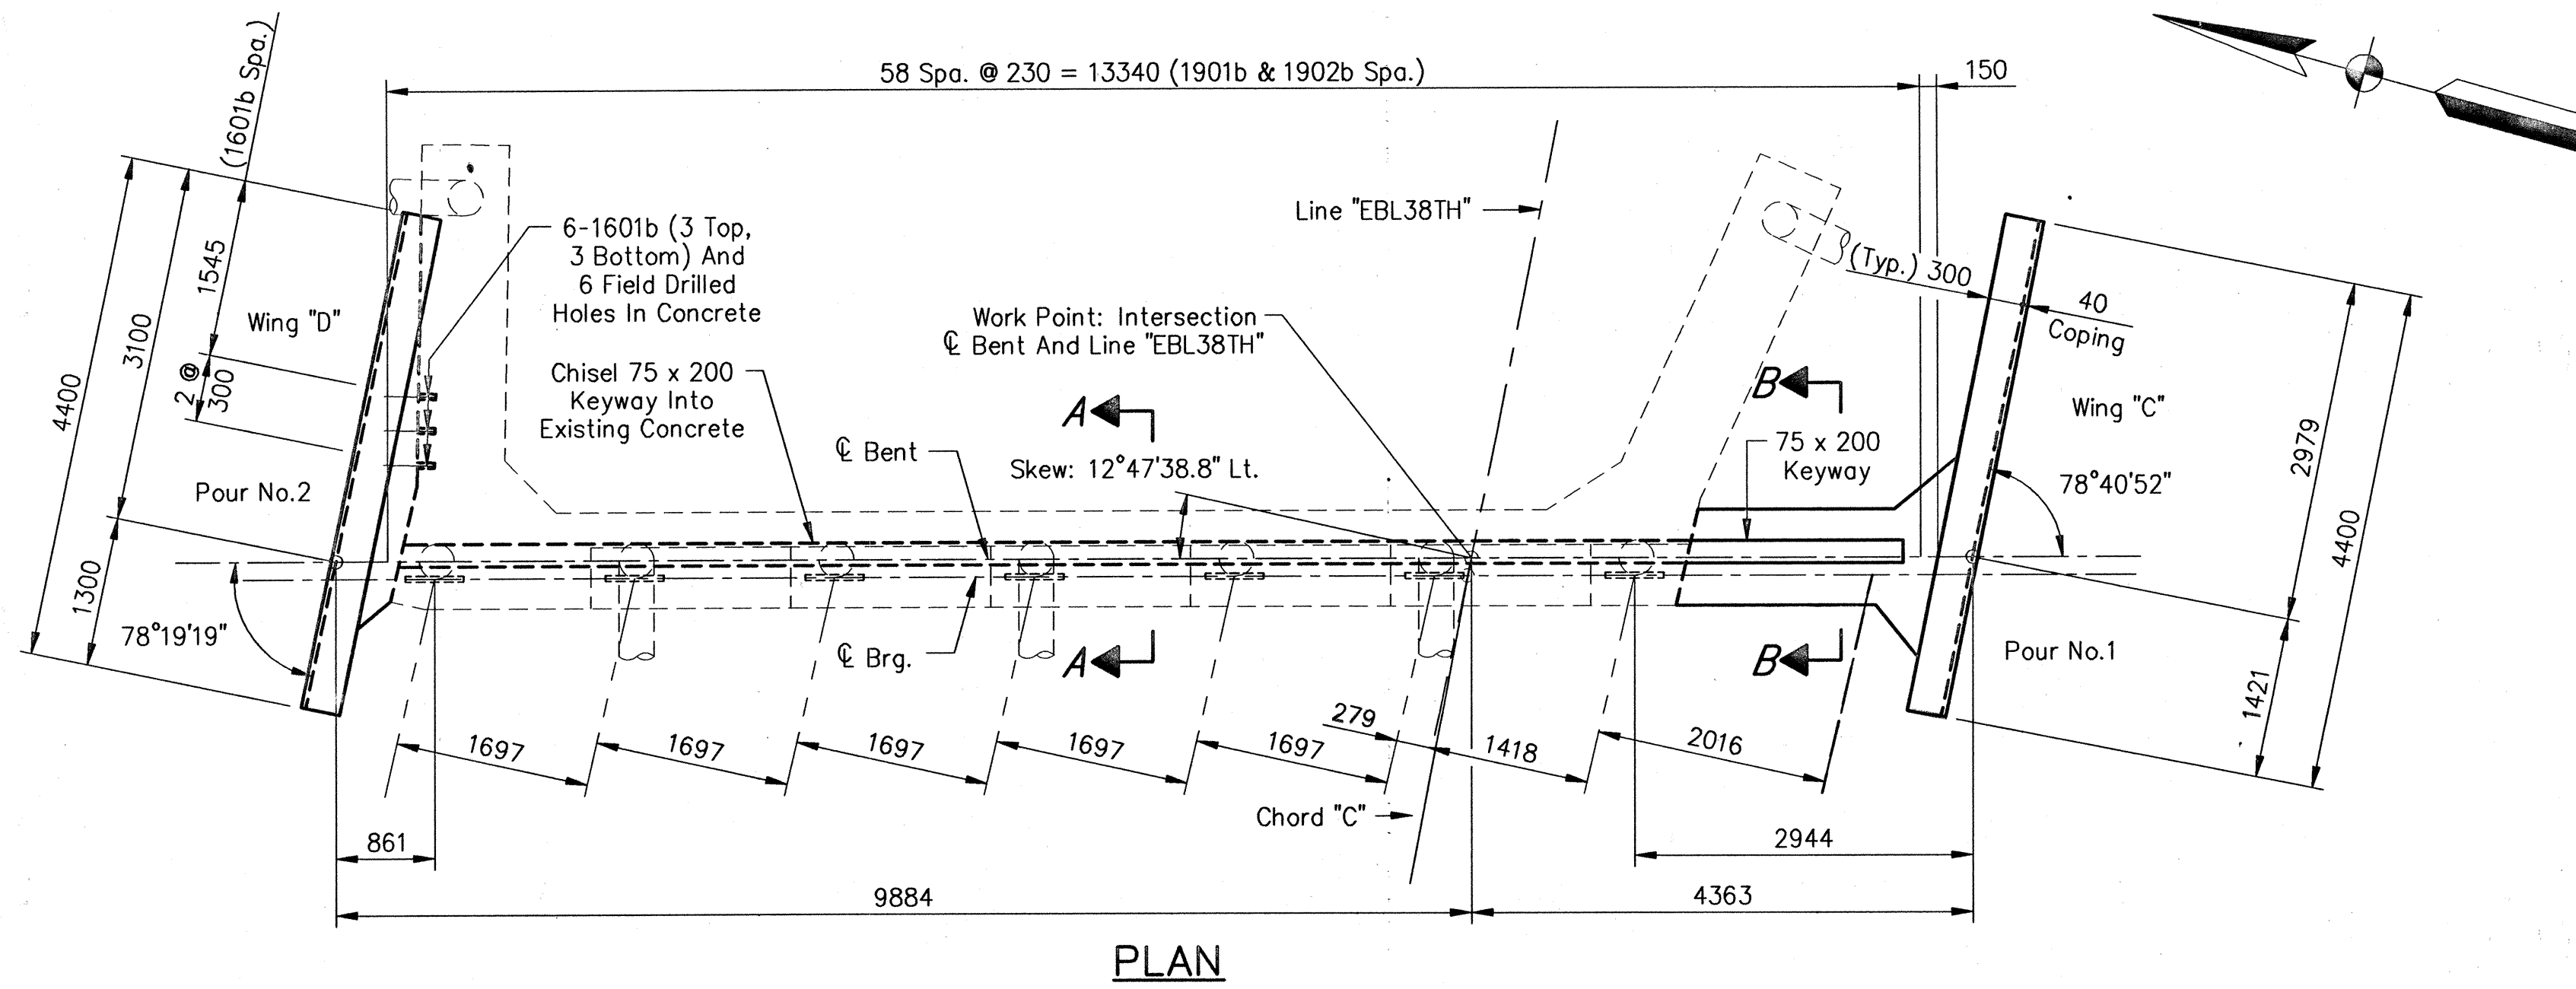 58 Spa. @ 230 = 13340 (1901b & 1902b Spa.)
150
(1601b Spa.)
1545
3100
4400
2 @
300
1300
Wing "D"
Pour No.2
78°19'19"
6-1601b (3 Top,
3 Bottom) And
6 Field Drilled
Holes In Concrete
Chisel 75 x 200
Keyway Into
Existing Concrete
℄ Bent
℄ Brg.
Work Point: Intersection
℄ Bent And Line "EBL38TH"
Line "EBL38TH"
Skew: 12°47'38.8" Lt.
A
A
B
B
75 x 200
Keyway
(Typ.) 300
40
Coping
Wing "C"
78°40'52"
Pour No.1
2979
4400
1421
1697
1697
1697
1697
1697
279
1418
2016
Chord "C"
861
2944
9884
4363
PLAN